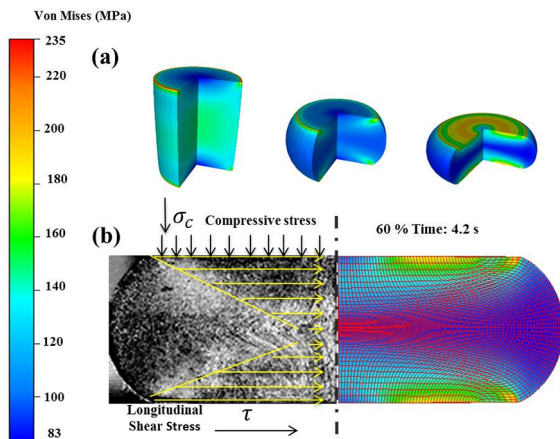 Von Mises (MPa)
235
220
200
180
160
140
120
100
83
(a)
σC
Compressive stress
60 % Time: 4.2 s
(b)
Longitudinal
Shear Stress
τ